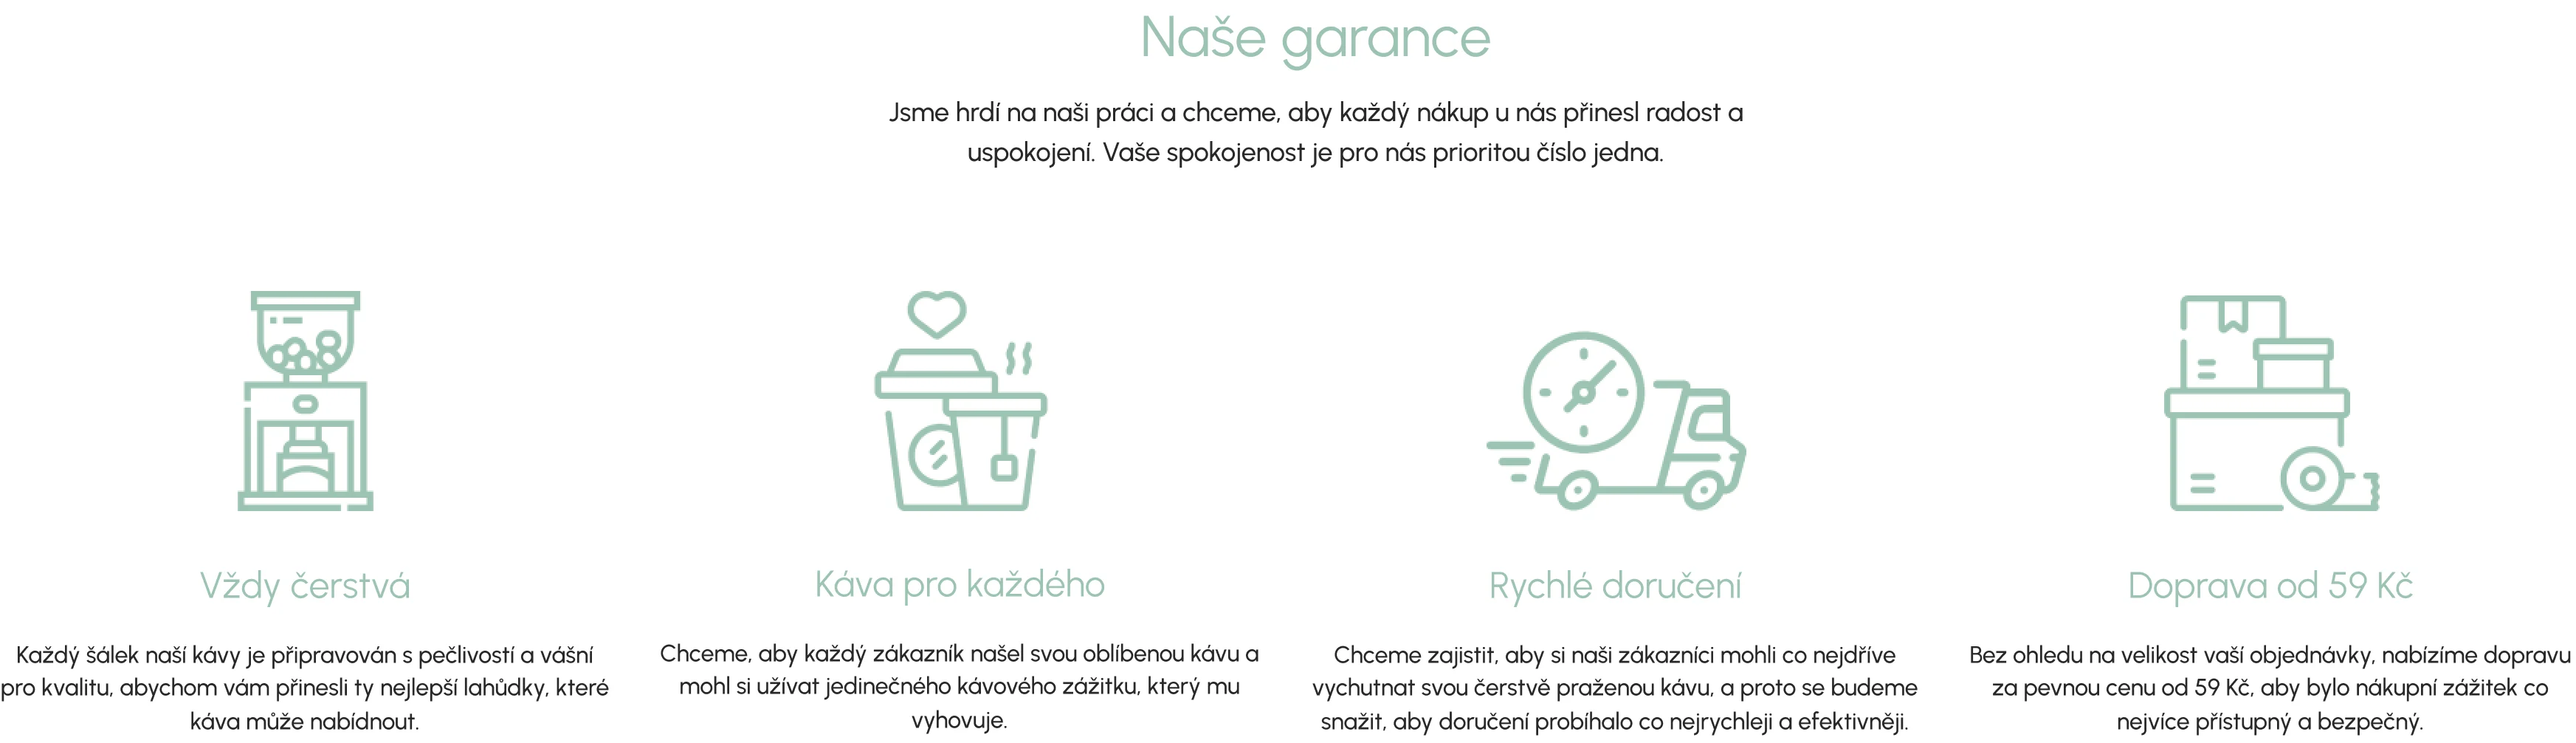 Naše garance
Jsme hrdí na naši práci a chceme, aby každý nákup u nás přinesl radost a
uspokojení. Vaše spokojenost je pro nás prioritou číslo jedna.
Vždy čerstvá
Každý šálek naší kávy je připravován s pečlivostí a vášní
pro kvalitu, abychom vám přinesli ty nejlepší lahůdky, které
káva může nabídnout.
Káva pro každého
Chceme, aby každý zákazník našel svou oblíbenou kávu a
mohl si užívat jedinečného kávového zážitku, který mu
vyhovuje.
Rychlé doručení
Chceme zajistit, aby si naši zákazníci mohli co nejdříve
vychutnat svou čerstvě praženou kávu, a proto se budeme
snažit, aby doručení probíhalo co nejrychleji a efektivněji.
Doprava od 59 Kč
Bez ohledu na velikost vaší objednávky, nabízíme dopravu
za pevnou cenu od 59 Kč, aby bylo nákupní zážitek co
nejvíce přístupný a bezpečný.